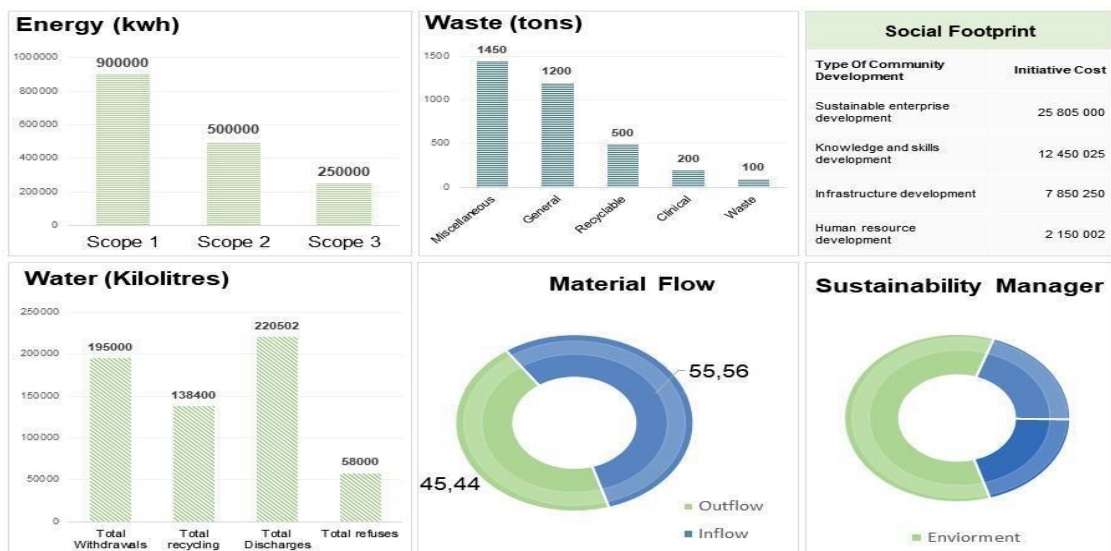 Energy (kwh)
1000000
800000
600000
400000
200000
0
900000
500000
250000
Scope 1
Scope 2
Scope 3
Waste (tons)
1500
1000
500
0
1450
1200
500
200
100
Miscellaneous
General
Recyclable
Clinical
Waste
Social Footprint
Type Of Community
Development
Initiative Cost
Sustainable enterprise
development
25 805 000
Knowledge and skills
development
12 450 025
Infrastructure development
7 850 250
Human resource
development
2 150 002
Water (Kilolitres)
250000
200000
150000
100000
50000
0
195000
138400
220502
58000
Total
Withdrawals
Total
recycling
Total
Discharges
Total refuses
Material Flow
55,56
45,44
Outflow
Inflow
Sustainability Manager
Enviorment